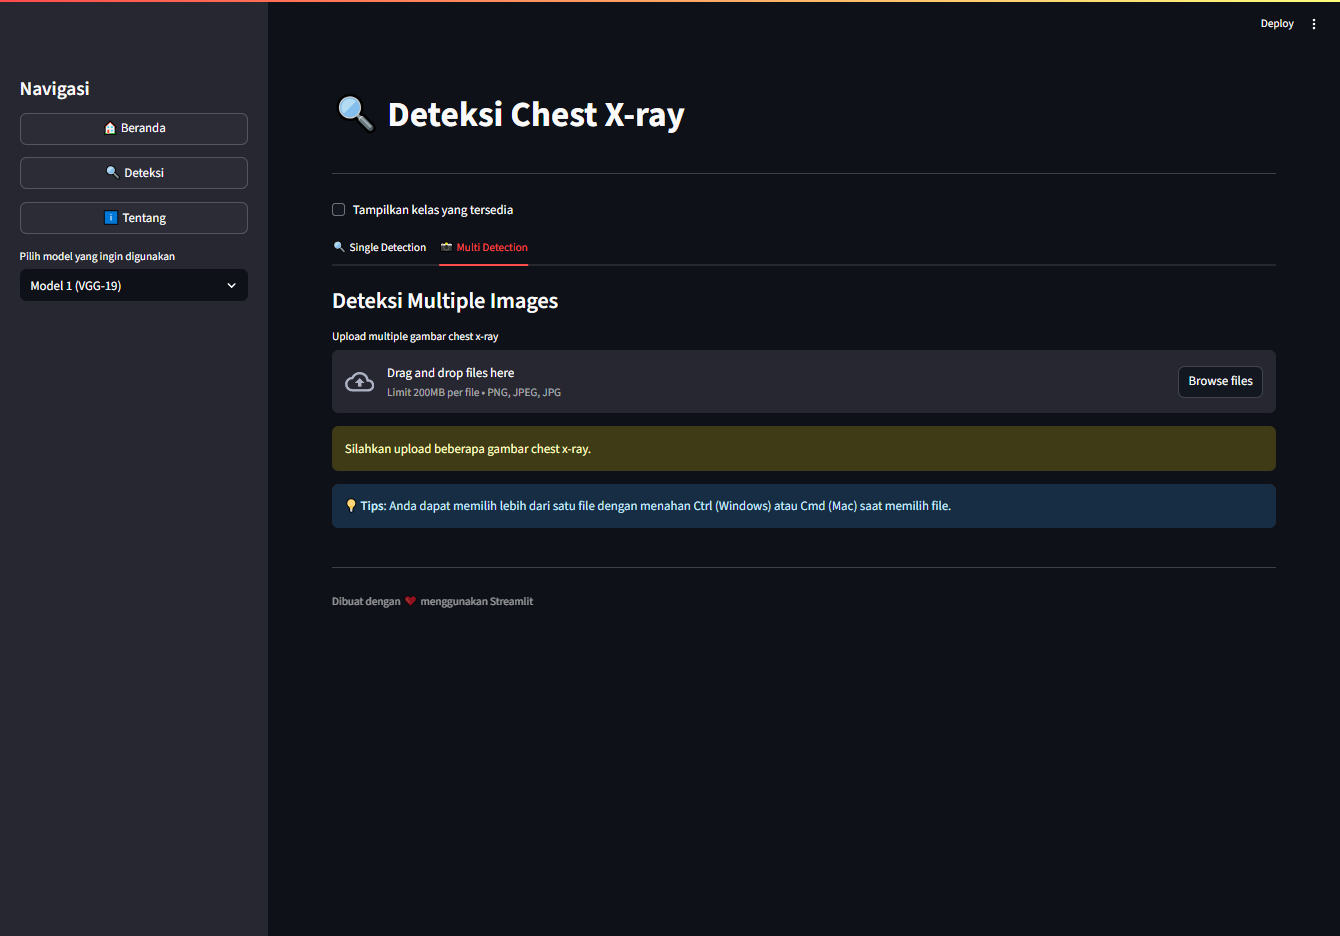 Deploy
Navigasi
Beranda
Deteksi
Tentang
Pilih model yang ingin digunakan
Model 1 (VGG-19)
Deteksi Chest X-ray
Tampilkan kelas yang tersedia
Single Detection
Multi Detection
Deteksi Multiple Images
Upload multiple gambar chest x-ray
Drag and drop files here
Limit 200MB per file • PNG, JPEG, JPG
Browse files
Silahkan upload beberapa gambar chest x-ray.
Tips: Anda dapat memilih lebih dari satu file dengan menahan Ctrl (Windows) atau Cmd (Mac) saat memilih file.
Dibuat dengan ❤️ menggunakan Streamlit